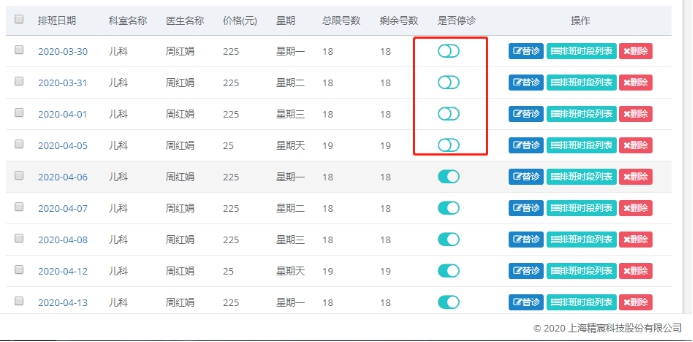 排班日期 科室名称 医生名称 价格(元) 星期 总限号数 剩余号数 是否停诊 操作
2020-03-30 儿科 周红娟 225 星期一 18 18 替诊 排班时段列表 删除
2020-03-31 儿科 周红娟 225 星期二 18 18 替诊 排班时段列表 删除
2020-04-01 儿科 周红娟 225 星期三 18 18 替诊 排班时段列表 删除
2020-04-05 儿科 周红娟 25 星期天 19 19 替诊 排班时段列表 删除
2020-04-06 儿科 周红娟 225 星期一 18 18 替诊 排班时段列表 删除
2020-04-07 儿科 周红娟 225 星期二 18 18 替诊 排班时段列表 删除
2020-04-08 儿科 周红娟 225 星期三 18 18 替诊 排班时段列表 删除
2020-04-12 儿科 周红娟 25 星期天 19 19 替诊 排班时段列表 删除
2020-04-13 儿科 周红娟 225 星期一 18 18 替诊 排班时段列表 删除
© 2020 上海精宸科技股份有限公司